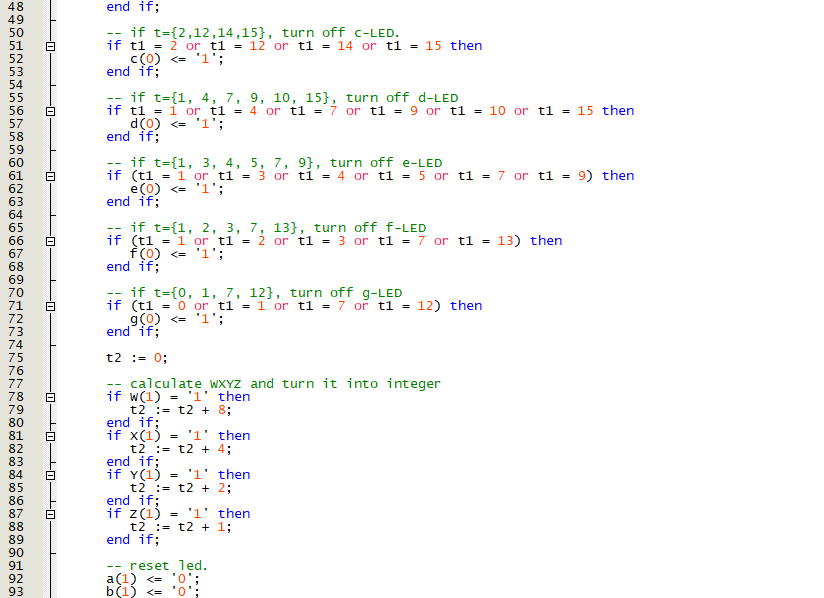 48 end if;
49
50 -- if t={2,12,14,15}, turn off c-LED.
51 if t1 = 2 or t1 = 12 or t1 = 14 or t1 = 15 then
52 c(0) <= '1';
53 end if;
54
55 -- if t={1, 4, 7, 9, 10, 15}, turn off d-LED
56 if t1 = 1 or t1 = 4 or t1 = 7 or t1 = 9 or t1 = 10 or t1 = 15 then
57 d(0) <= '1';
58 end if;
59
60 -- if t={1, 3, 4, 5, 7, 9}, turn off e-LED
61 if (t1 = 1 or t1 = 3 or t1 = 4 or t1 = 5 or t1 = 7 or t1 = 9) then
62 e(0) <= '1';
63 end if;
64
65 -- if t={1, 2, 3, 7, 13}, turn off f-LED
66 if (t1 = 1 or t1 = 2 or t1 = 3 or t1 = 7 or t1 = 13) then
67 f(0) <= '1';
68 end if;
69
70 -- if t={0, 1, 7, 12}, turn off g-LED
71 if (t1 = 0 or t1 = 1 or t1 = 7 or t1 = 12) then
72 g(0) <= '1';
73 end if;
74
75 t2 := 0;
76
77 -- calculate WXYZ and turn it into integer
78 if W(1) = '1' then
79 t2 := t2 + 8;
80 end if;
81 if X(1) = '1' then
82 t2 := t2 + 4;
83 end if;
84 if Y(1) = '1' then
85 t2 := t2 + 2;
86 end if;
87 if Z(1) = '1' then
88 t2 := t2 + 1;
89 end if;
90
91 -- reset led.
92 a(1) <= '0';
93 b(1) <= '0';